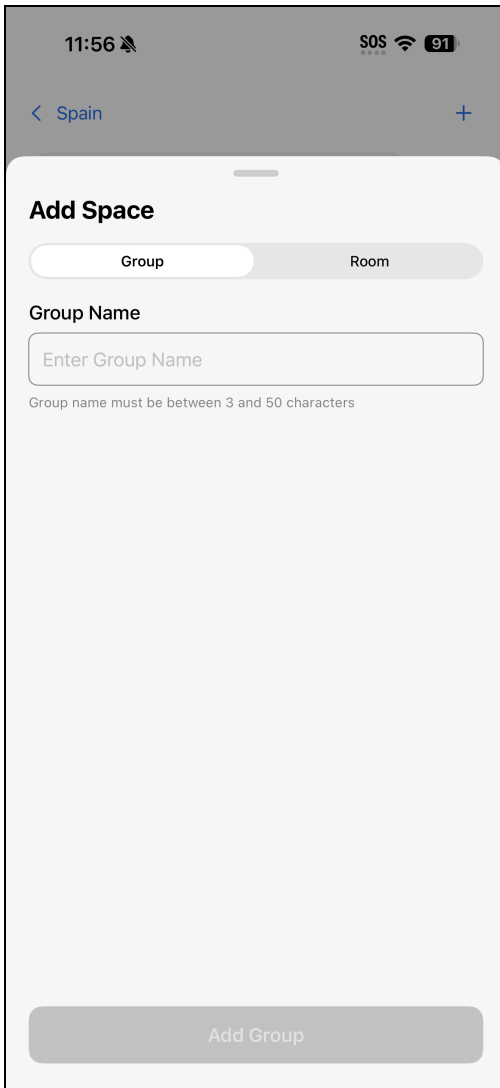 11:56 SOS 91
Spain
Add Space
Group Room
Group Name
Enter Group Name
Group name must be between 3 and 50 characters
Add Group